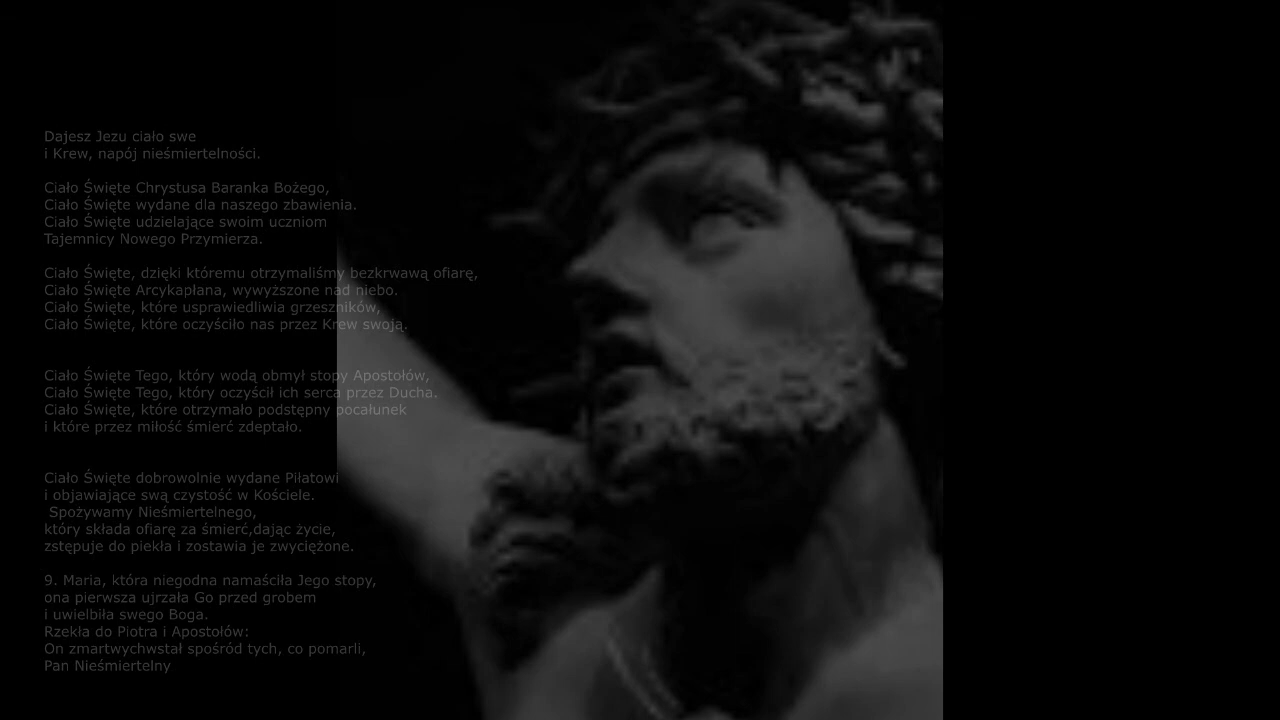 Dajesz Jezu ciało swe
i Krew, napój nieśmiertelności.
Ciało Święte Chrystusa Baranka Bożego,
Ciało Święte wydane dla naszego zbawienia.
Ciało Święte udzielające swoim uczniom
Tajemnicy Nowego Przymierza.
Ciało Święte, dzięki któremu otrzymaliśmy bezkrwawą ofiarę,
Ciało Święte Arcykapłana, wywyższone nad niebo.
Ciało Święte, które usprawiedliwia grzeszników,
Ciało Święte, które oczyściło nas przez Krew swoją.
Ciało Święte Tego, który wodą obmył stopy Apostołów,
Ciało Święte Tego, który oczyścił ich serca przez Ducha.
Ciało Święte, które otrzymało podstępny pocałunek
i które przez miłość śmierć zdeptało.
Ciało Święte dobrowolnie wydane Piłatowi
i objawiające swą czystość w Kościele.
Spożywamy Nieśmiertelnego,
który składa ofiarę za śmierć,dając życie,
zstępuje do piekła i zostawia je zwyciężone.
9. Maria, która niegodna namaściła Jego stopy,
ona pierwsza ujrzała Go przed grobem
i uwielbiła swego Boga.
Rzekła do Piotra i Apostołów:
On zmartwychwstał spośród tych, co pomarli,
Pan Nieśmiertelny